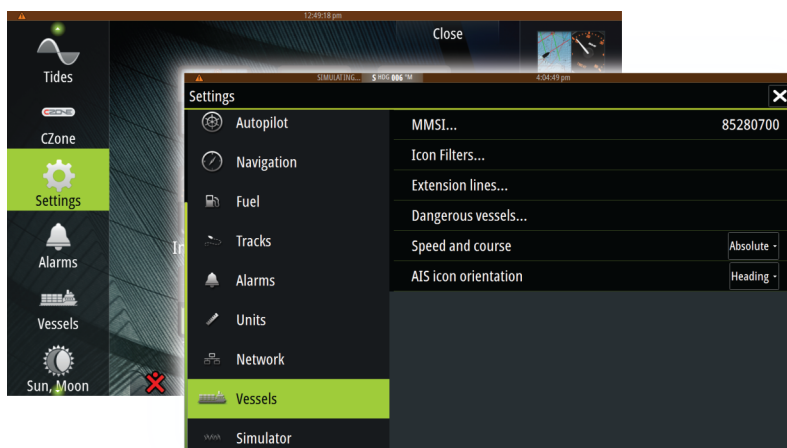 12:49:18 pm
Close
Tides
CZONE
CZone
Settings
Alarms
Vessels
Sun, Moon
SIMULATING... S HDG 006 °M 4:04:49 pm
Settings
Autopilot
Navigation
Fuel
Tracks
Alarms
Units
Network
Vessels
Simulator
MMSI... 85280700
Icon Filters...
Extension lines...
Dangerous vessels...
Speed and course Absolute
AIS icon orientation Heading